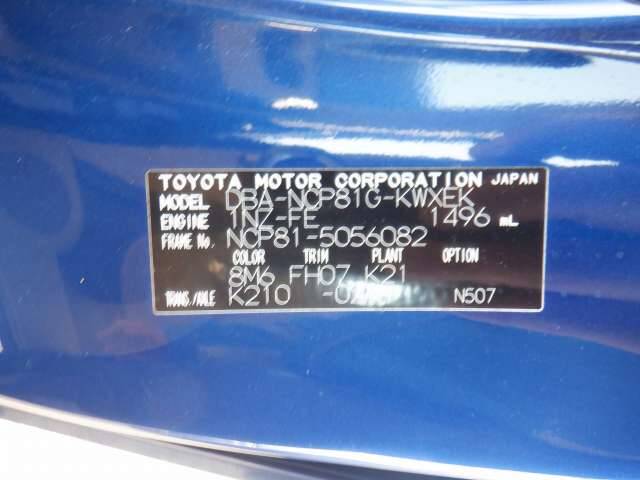 TOYOTA MOTOR CORPORATION JAPAN
MODEL DBA-NCP81G-KWXEK
ENGINE 1NZ-FE 1496 mL
FRAME No. NCP81-5056082
COLOR TRIM PLANT OPTION
8M6 FH07 K21
TRANS./AXLE K210 N507